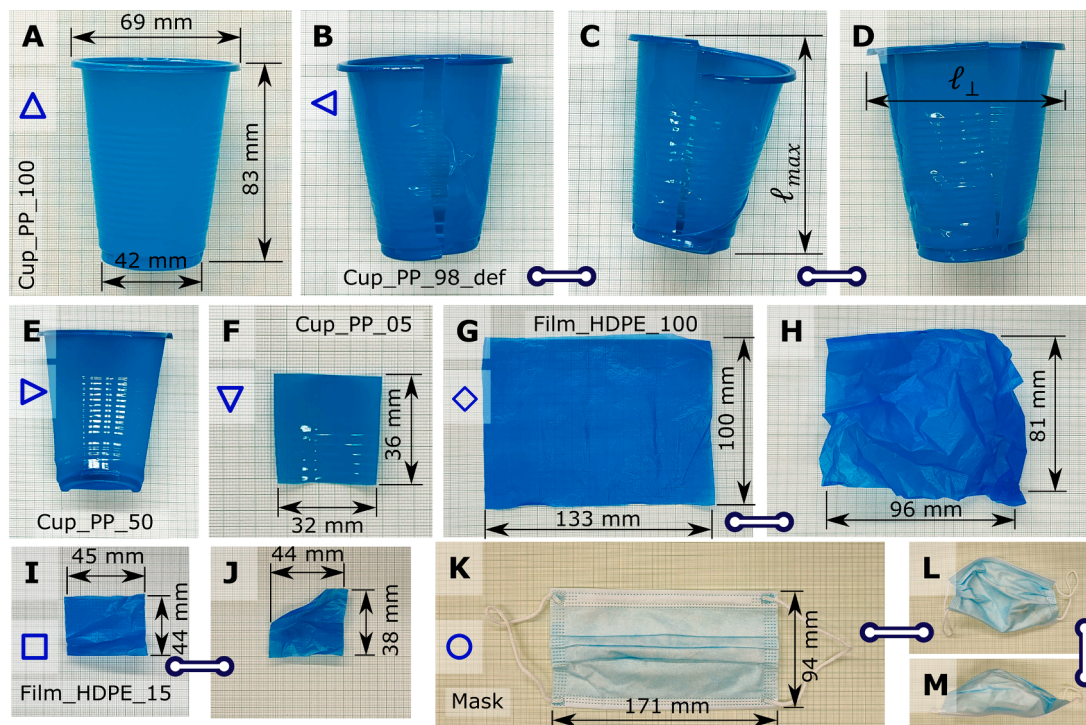 A
69 mm
83 mm
42 mm
Cup_PP_100
B
Cup_PP_98_def
C
ℓmax
D
ℓ⊥
E
Cup_PP_50
F
Cup_PP_05
36 mm
32 mm
G
Film_HDPE_100
100 mm
133 mm
H
81 mm
96 mm
I
45 mm
44 mm
Film_HDPE_15
J
44 mm
38 mm
K
94 mm
171 mm
Mask
L
M